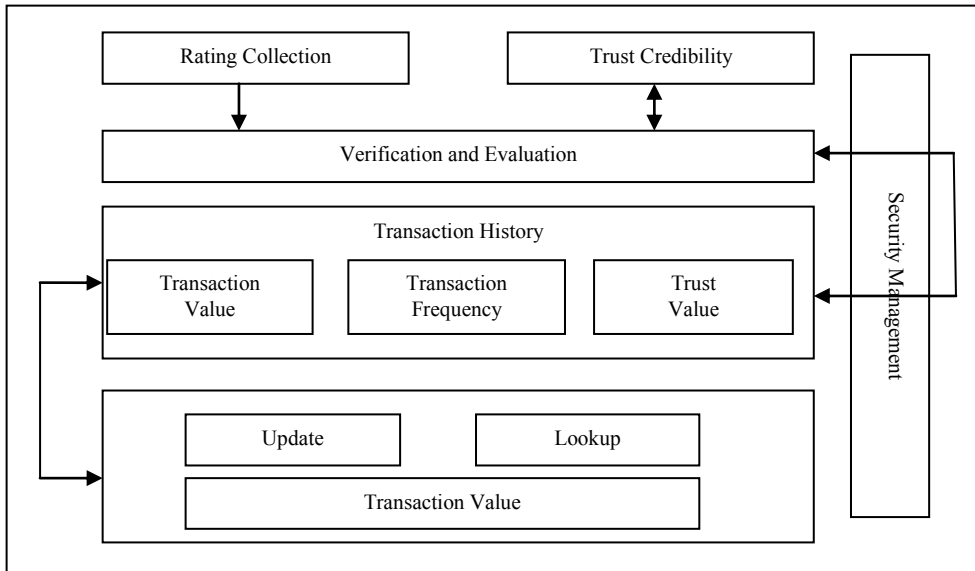 Rating Collection
Trust Credibility
Verification and Evaluation
Transaction History
Transaction
Value
Transaction
Frequency
Trust
Value
Security Management
Update
Lookup
Transaction Value